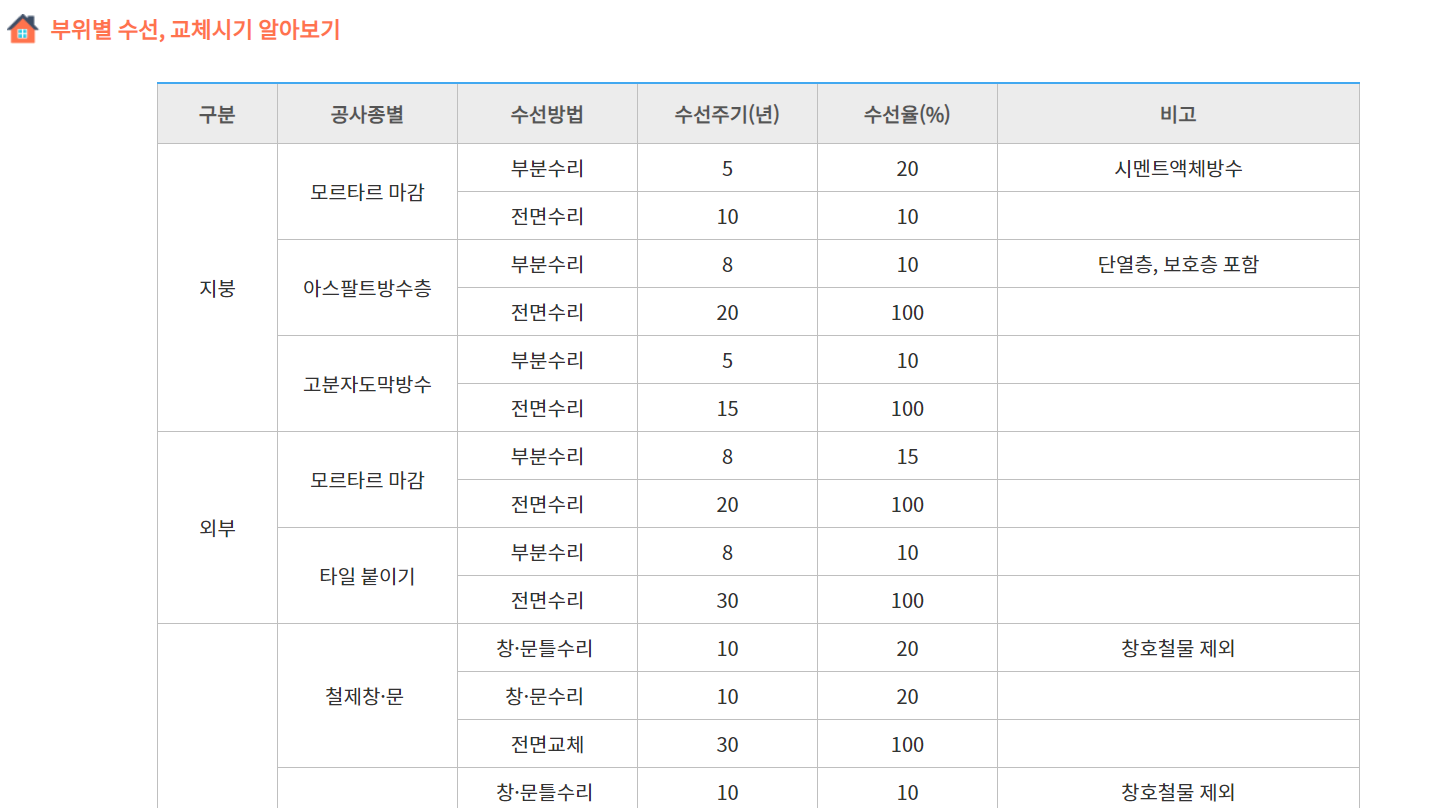 부위별 수선, 교체시기 알아보기
구분 공사종별 수선방법 수선주기(년) 수선율(%) 비고
지붕 모르타르 마감 부분수리 5 20 시멘트액체방수
전면수리 10 10
아스팔트방수층 부분수리 8 10 단열층, 보호층 포함
전면수리 20 100
고분자도막방수 부분수리 5 10
전면수리 15 100
외부 모르타르 마감 부분수리 8 15
전면수리 20 100
타일 붙이기 부분수리 8 10
전면수리 30 100
철제창·문 창·문틀수리 10 20 창호철물 제외
창·문수리 10 20
전면교체 30 100
창·문틀수리 10 10 창호철물 제외